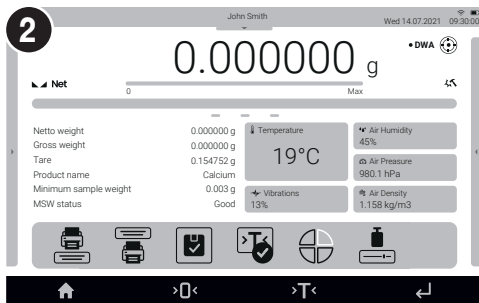 2
John Smith
Wed 14.07.2021 09:30:00
0.000000 g
• DWA
Net
0
Max
Netto weight 0.000000 g
Gross weight 0.000000 g
Tare 0.154752 g
Product name Calcium
Minimum sample weight 0.003 g
MSW status Good
Temperature
19°C
Vibrations
13%
Air Humidity
45%
Air Preasure
980.1 hPa
Air Density
1.158 kg/m3
>T<
>0<
>T<